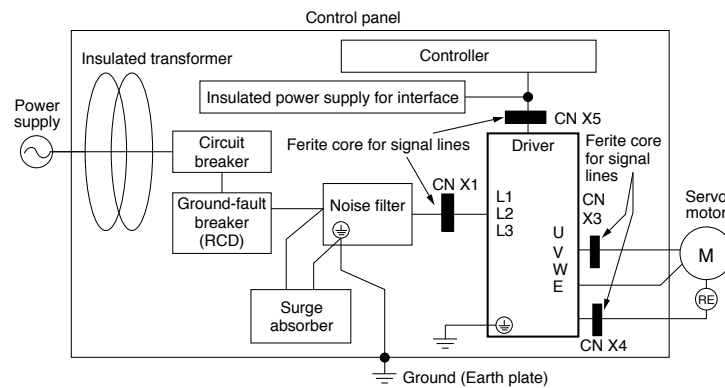 Control panel
Insulated transformer
Controller
Power
supply
Insulated power supply for interface
CN X5
Circuit
breaker
Ferite core for signal lines
Driver
Ferite core
for signal
lines
Ground-fault
breaker
(RCD)
Noise filter
CN X1
L1
L2
L3
CN
X3
Servo
motor
U
V
W
E
M
RE
Surge
absorber
CN X4
Ground (Earth plate)